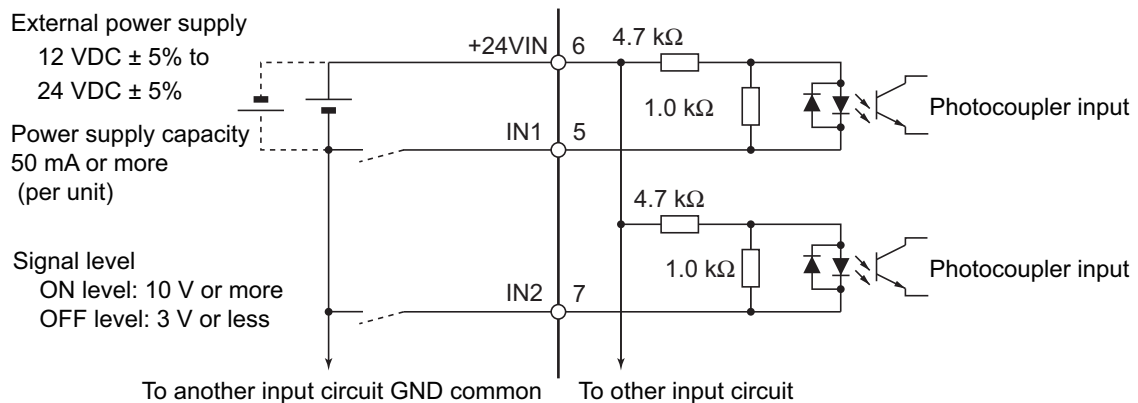 External power supply
12 VDC ± 5% to
24 VDC ± 5%
Power supply capacity
50 mA or more
(per unit)
Signal level
ON level: 10 V or more
OFF level: 3 V or less
+24VIN
6
4.7 kΩ
1.0 kΩ
Photocoupler input
IN1
5
4.7 kΩ
1.0 kΩ
Photocoupler input
IN2
7
To another input circuit GND common
To other input circuit